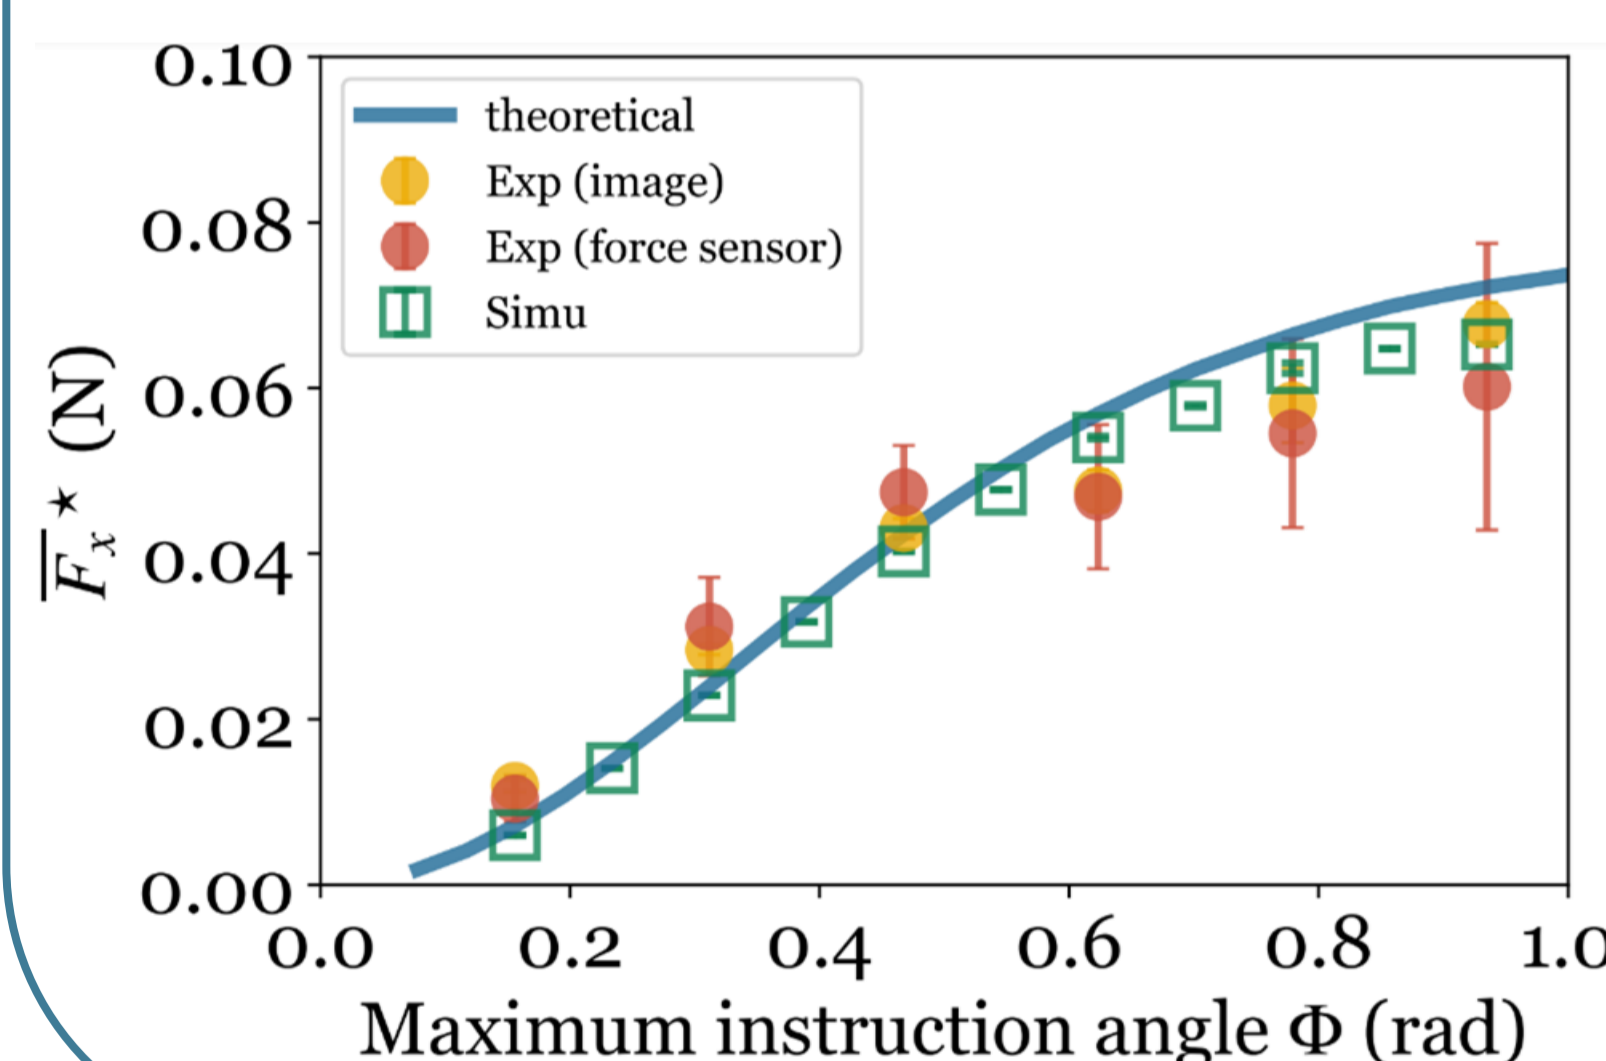 0.10
0.08
0.06
0.04
0.02
0.00
theoretical
Exp (image)
Exp (force sensor)
Simu
F̅ₓ★ (N)
0.0 0.2 0.4 0.6 0.8 1.0
Maximum instruction angle Φ (rad)